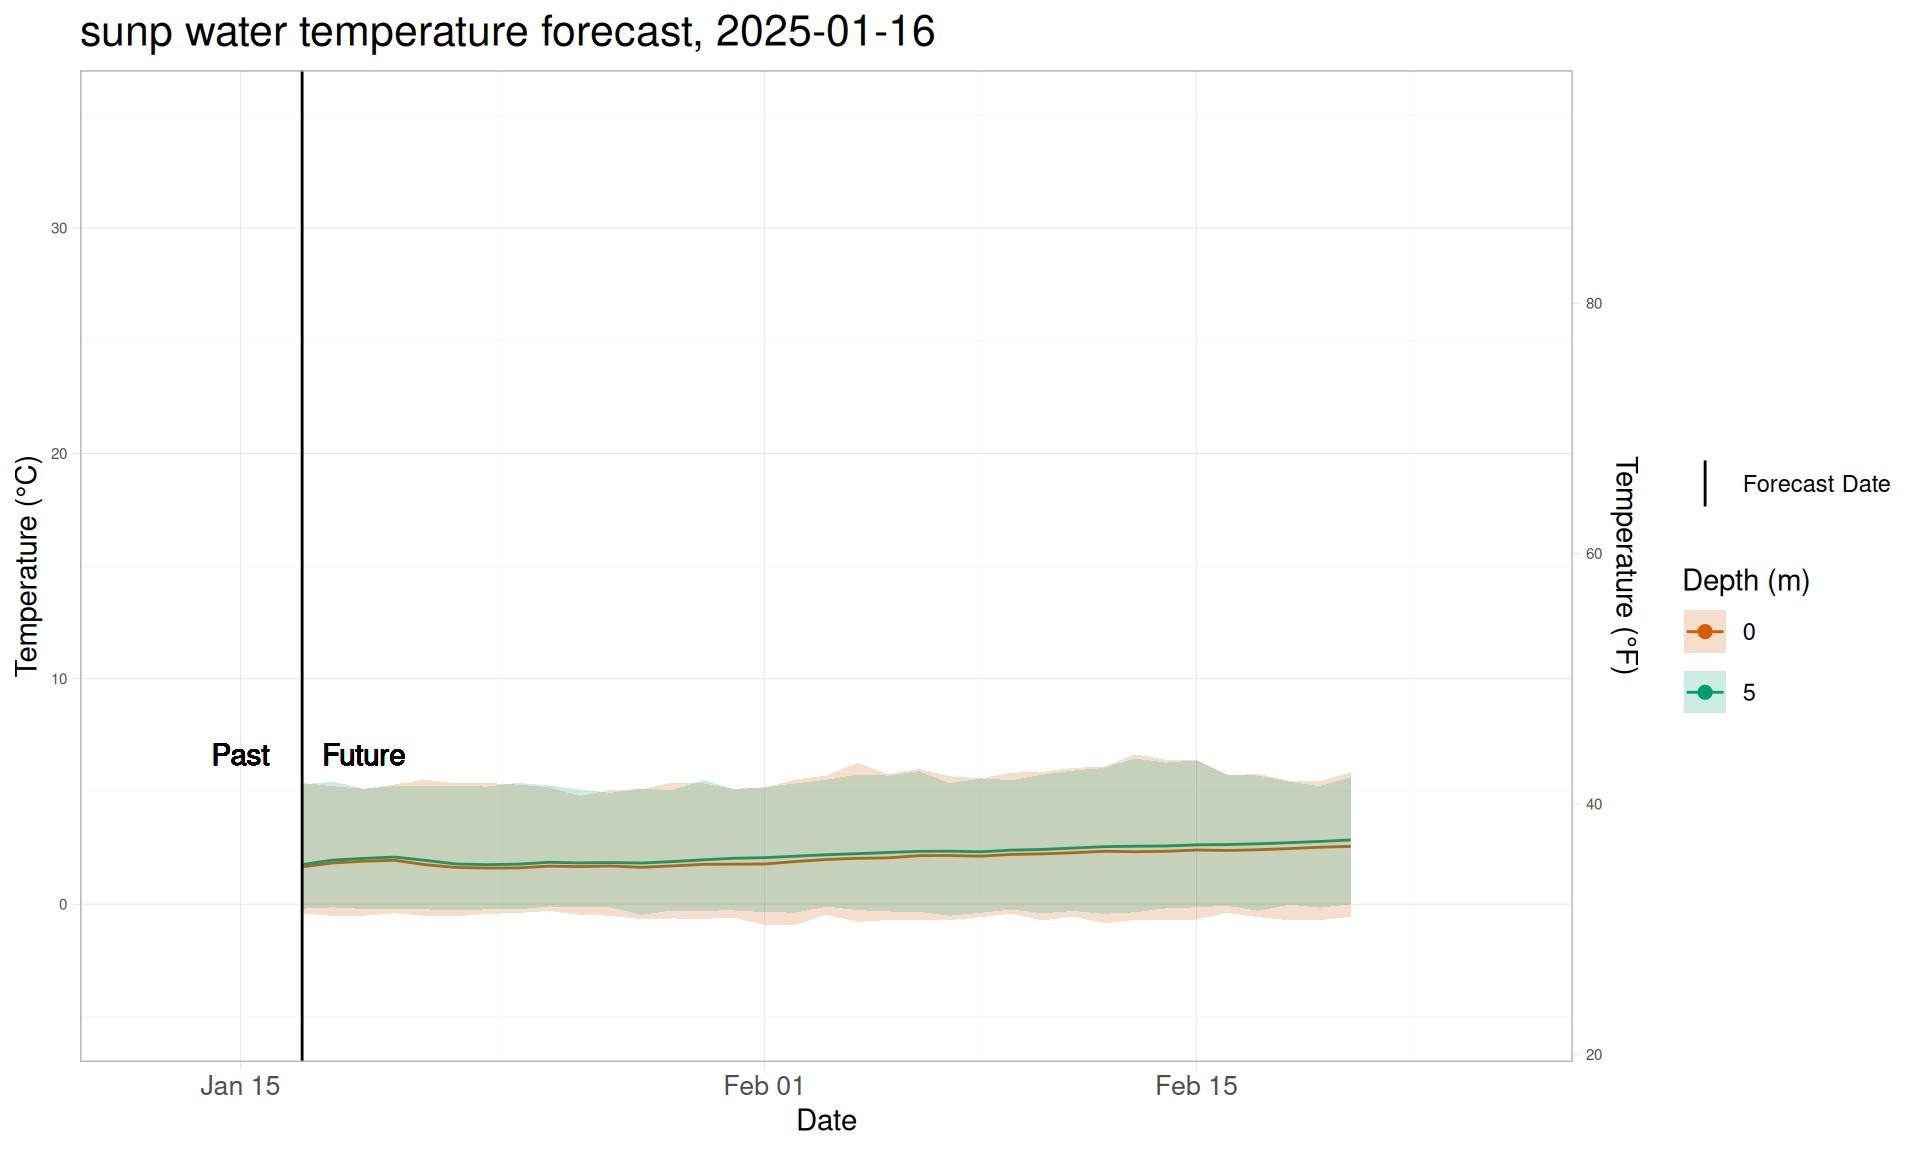 sunp water temperature forecast, 2025-01-16
30
20
10
0
Temperature (°C)
Past
Future
80
60
40
20
Temperature (°F)
Jan 15
Feb 01
Feb 15
Date
Forecast Date
Depth (m)
0
5